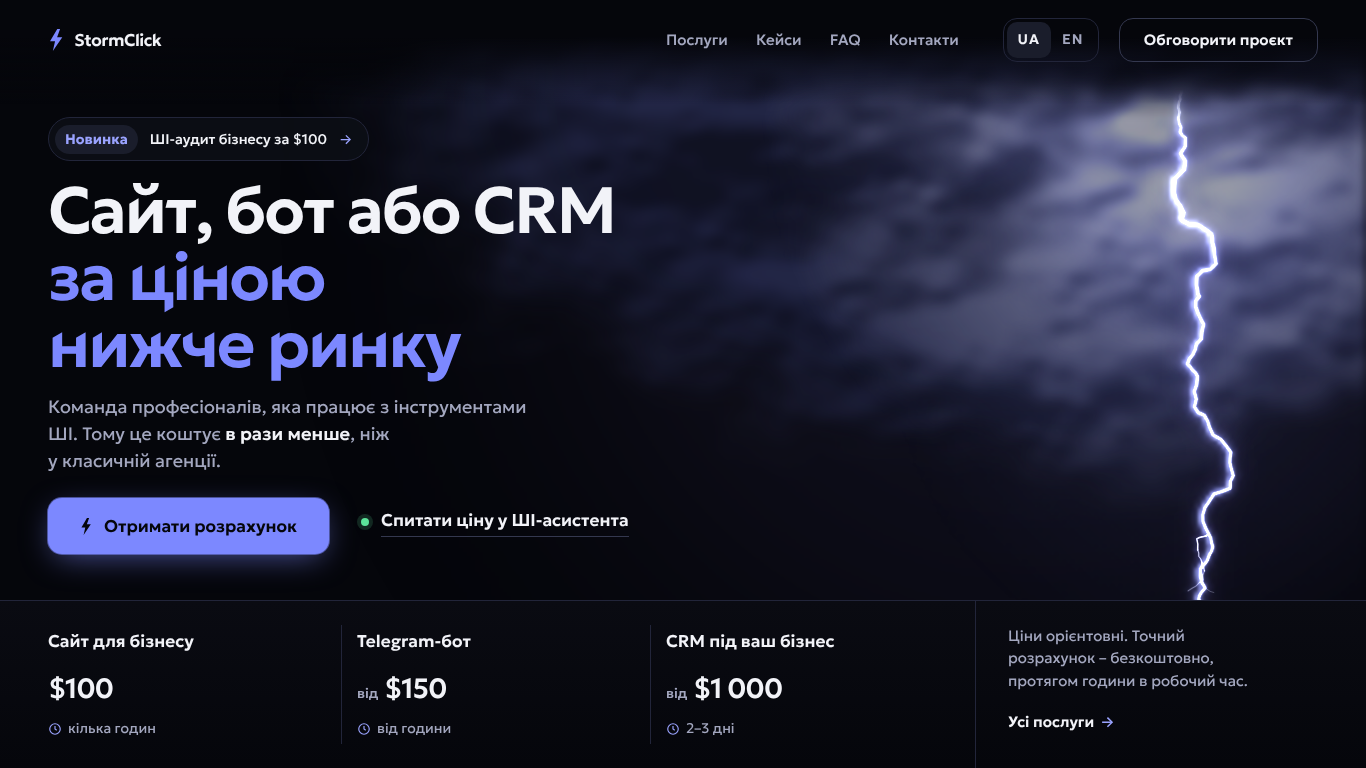 StormClick
Послуги Кейси FAQ Контакти UA EN Обговорити проєкт
Новинка ШІ-аудит бізнесу за $100 →
Сайт, бот або CRM
за ціною
нижче ринку
Команда професіоналів, яка працює з інструментами
ШІ. Тому це коштує в рази менше, ніж
у класичній агенції.
Отримати розрахунок
Спитати ціну у ШІ-асистента
Сайт для бізнесу
$100
кілька годин
Telegram-бот
від $150
від години
CRM під ваш бізнес
від $1 000
2–3 дні
Ціни орієнтовні. Точний
розрахунок – безкоштовно,
протягом години в робочий час.
Усі послуги →